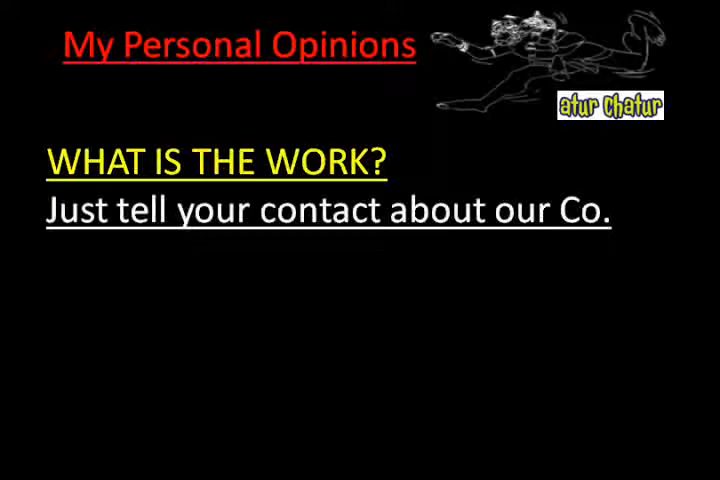 My Personal Opinions
atur Chatur
WHAT IS THE WORK?
Just tell your contact about our Co.